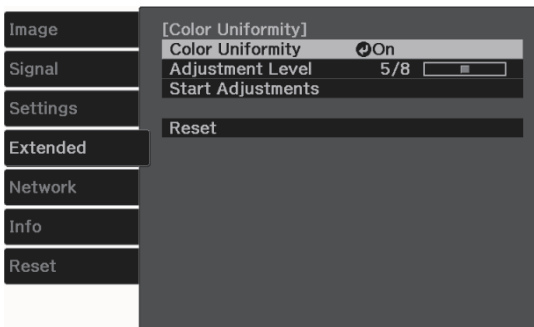 Image
Signal
Settings
Extended
Network
Info
Reset
[Color Uniformity]
Color Uniformity On
Adjustment Level 5/8
Start Adjustments
Reset